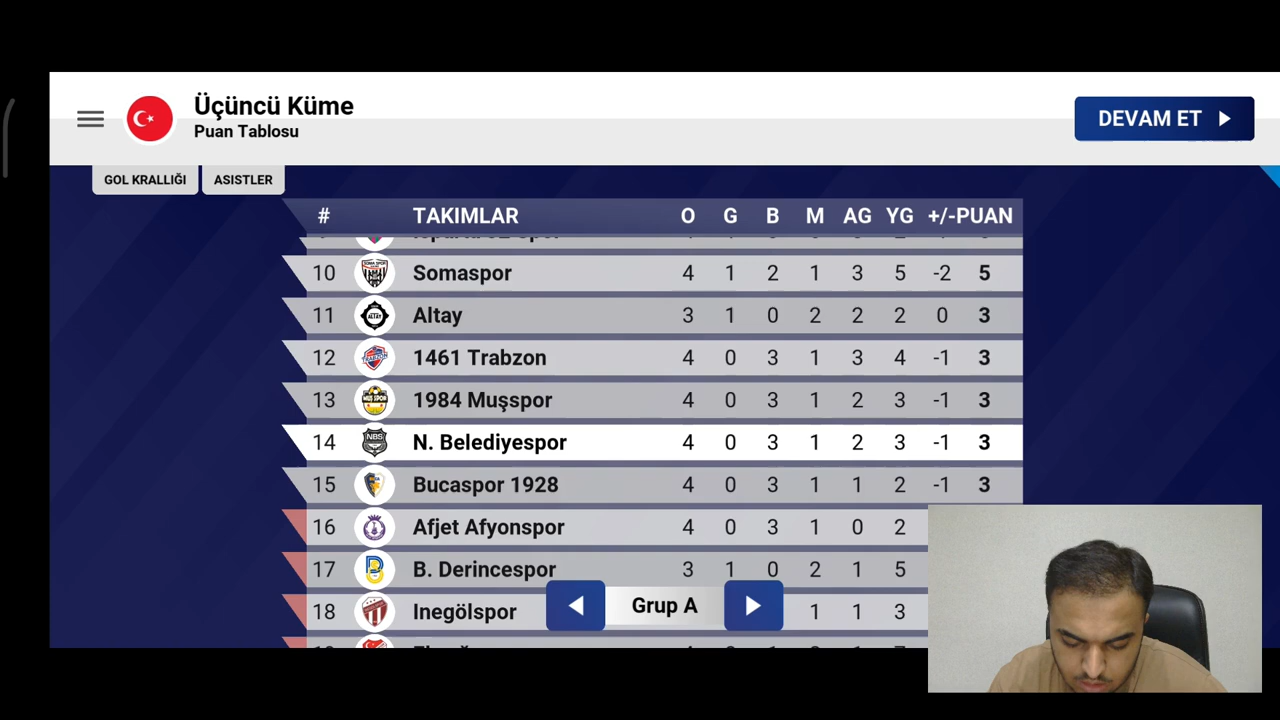 Üçüncü Küme
Puan Tablosu
DEVAM ET
GOL KRALLIĞI ASISTLER
# TAKIMLAR O G B M AG YG +/- PUAN
10 Somaspor 4 1 2 1 3 5 -2 5
11 Altay 3 1 0 2 2 2 0 3
12 1461 Trabzon 4 0 3 1 3 4 -1 3
13 1984 Muşspor 4 0 3 1 2 3 -1 3
14 N. Belediyespor 4 0 3 1 2 3 -1 3
15 Bucaspor 1928 4 0 3 1 1 2 -1 3
16 Afjet Afyonspor 4 0 3 1 0 2
17 B. Derincespor 3 1 0 2 1 5
18 Inegölspor 1 1 3
Grup A